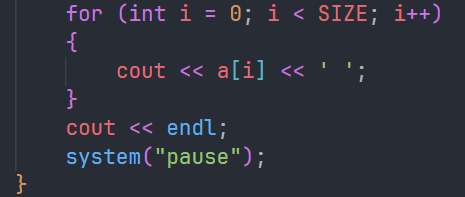 for (int i = 0; i < SIZE; i++)
{
cout << a[i] << ' ';
}
cout << endl;
system("pause");
}